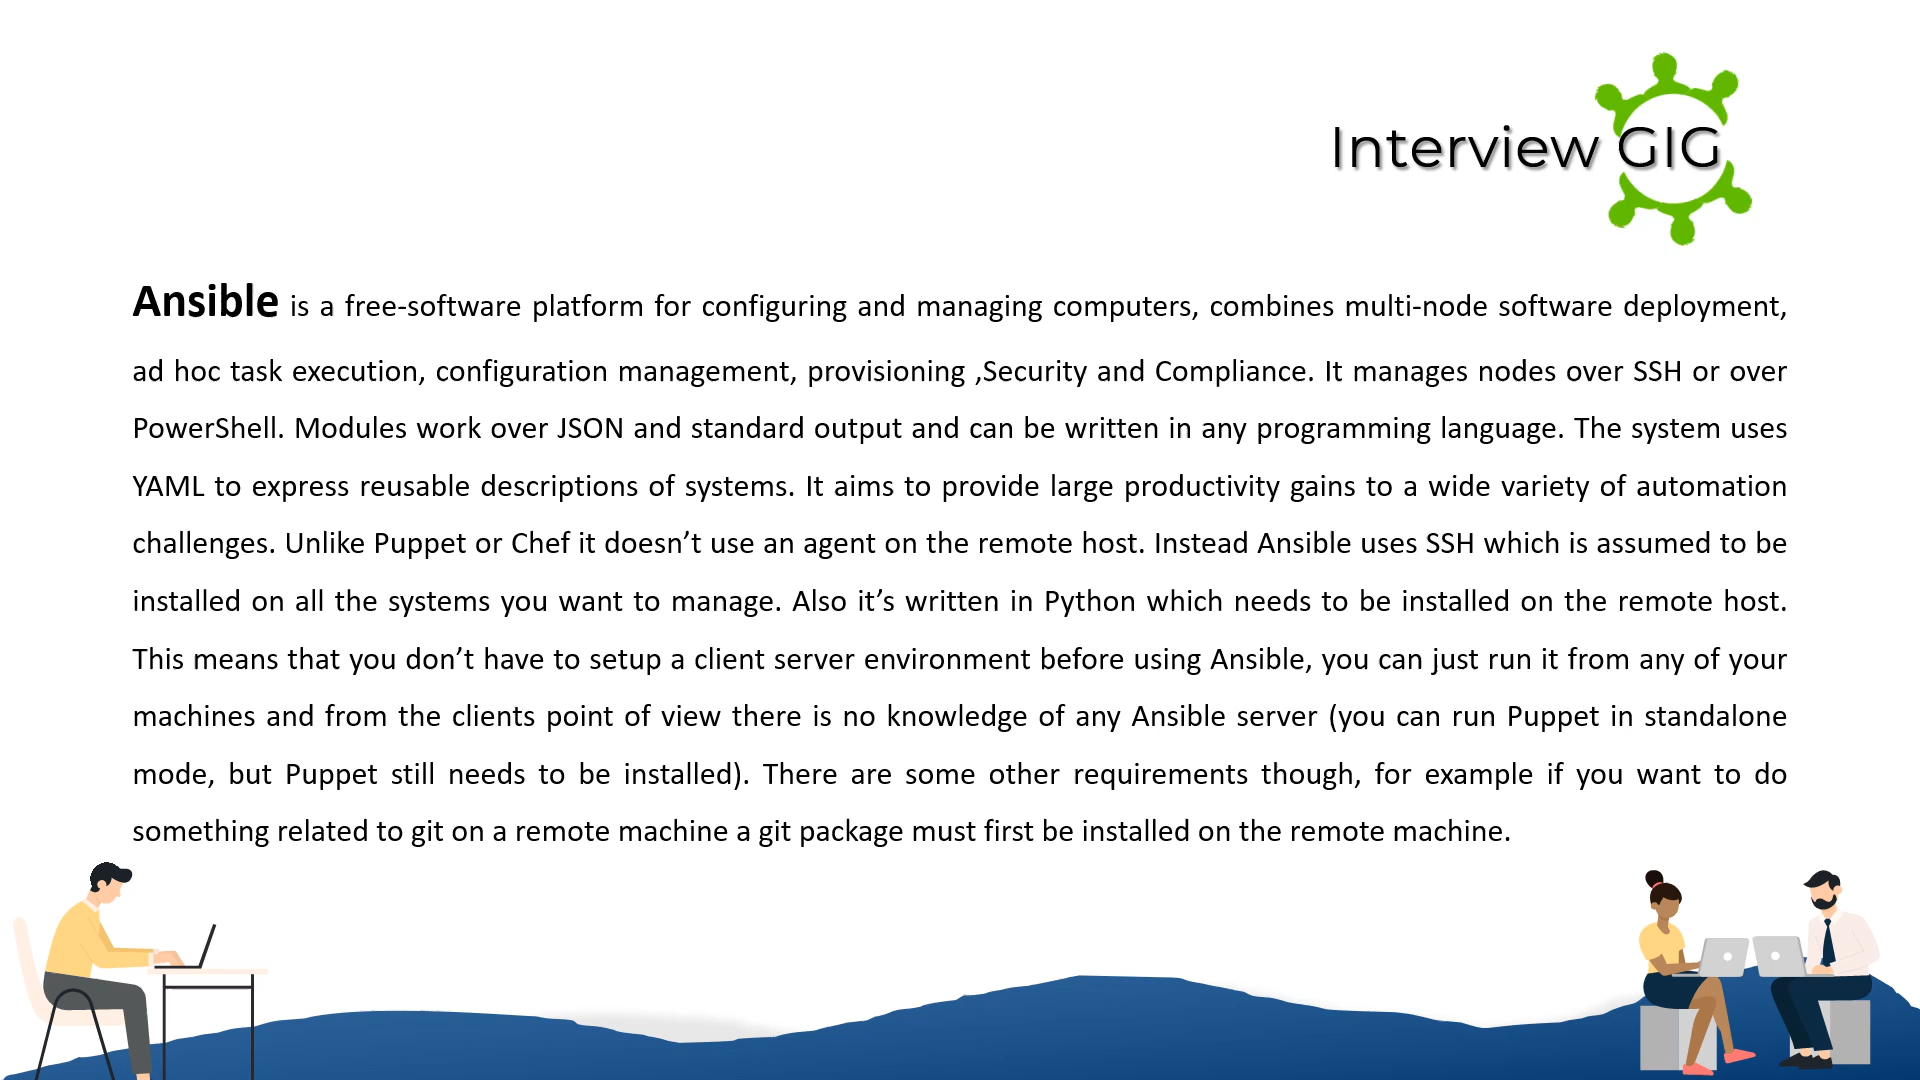 Interview GIG
Ansible is a free-software platform for configuring and managing computers, combines multi-node software deployment,
ad hoc task execution, configuration management, provisioning ,Security and Compliance. It manages nodes over SSH or over
PowerShell. Modules work over JSON and standard output and can be written in any programming language. The system uses
YAML to express reusable descriptions of systems. It aims to provide large productivity gains to a wide variety of automation
challenges. Unlike Puppet or Chef it doesn’t use an agent on the remote host. Instead Ansible uses SSH which is assumed to be
installed on all the systems you want to manage. Also it’s written in Python which needs to be installed on the remote host.
This means that you don’t have to setup a client server environment before using Ansible, you can just run it from any of your
machines and from the clients point of view there is no knowledge of any Ansible server (you can run Puppet in standalone
mode, but Puppet still needs to be installed). There are some other requirements though, for example if you want to do
something related to git on a remote machine a git package must first be installed on the remote machine.